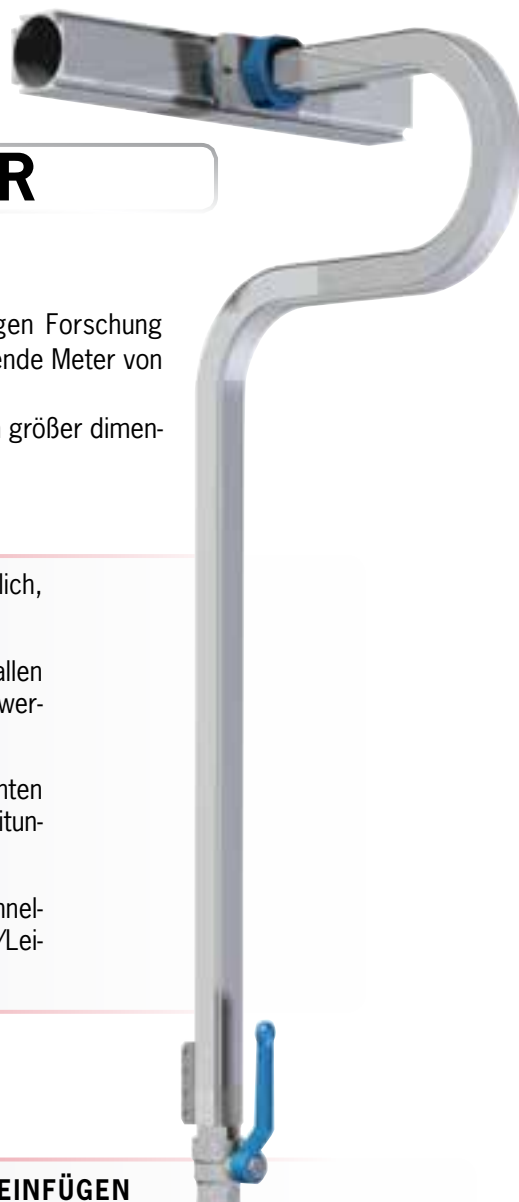 R
gen Forschung
ende Meter von
größer dimen-
lich,
allen
wer-
nten
itun-
nnel-
/Lei-
EINFÜGEN